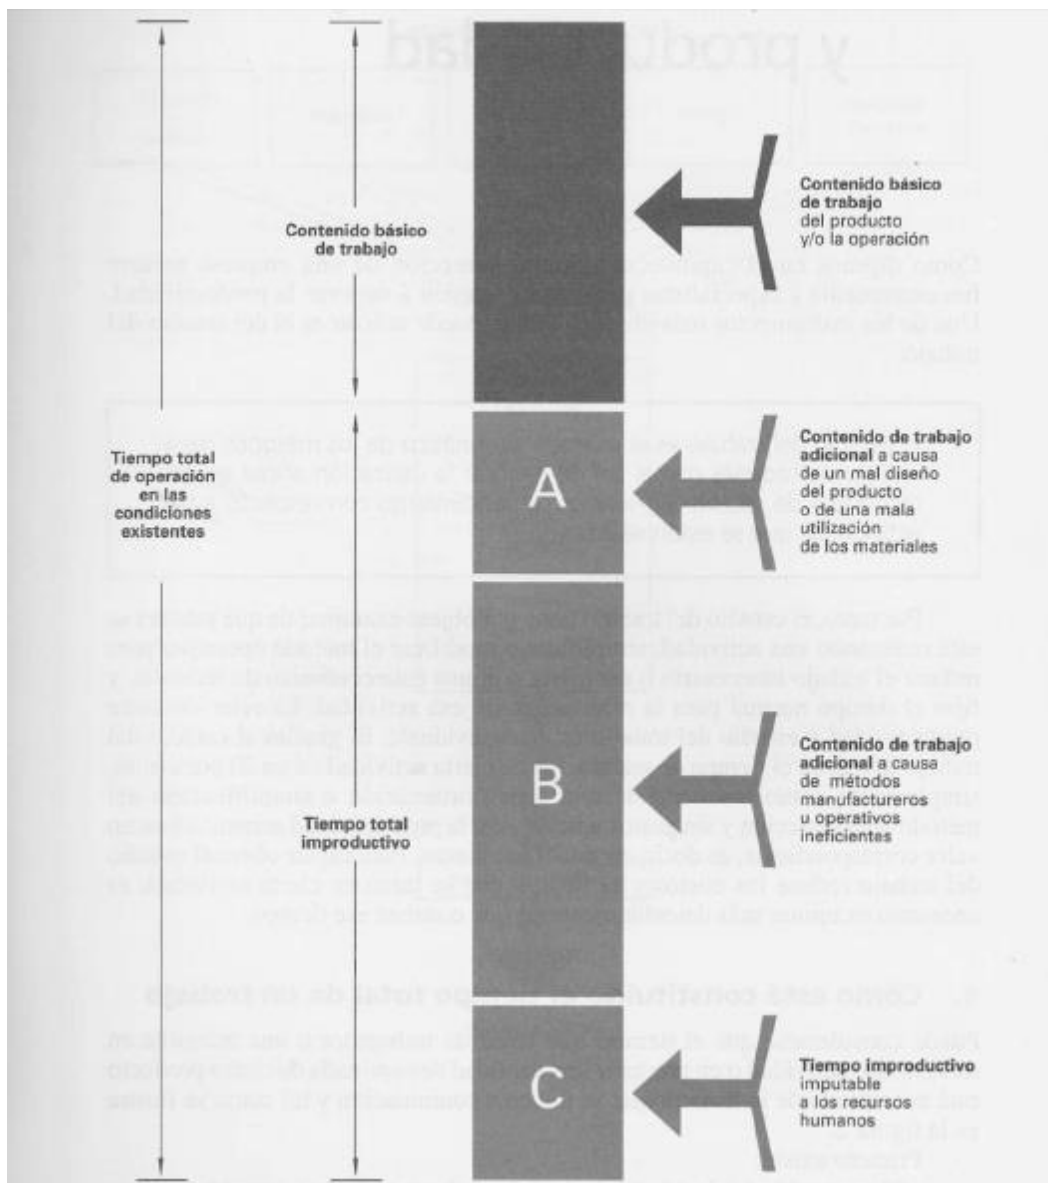 Contenido básico
de trabajo
Contenido básico
de trabajo
del producto
y/o la operación
Tiempo total
de operación
en las
condiciones
existentes
A
Contenido de trabajo
adicional a causa
de un mal diseño
del producto
o de una mala
utilización
de los materiales
Tiempo total
improductivo
B
Contenido de trabajo
adicional a causa
de métodos
manufactureros
u operativos
ineficientes
C
Tiempo improductivo
imputable
a los recursos
humanos